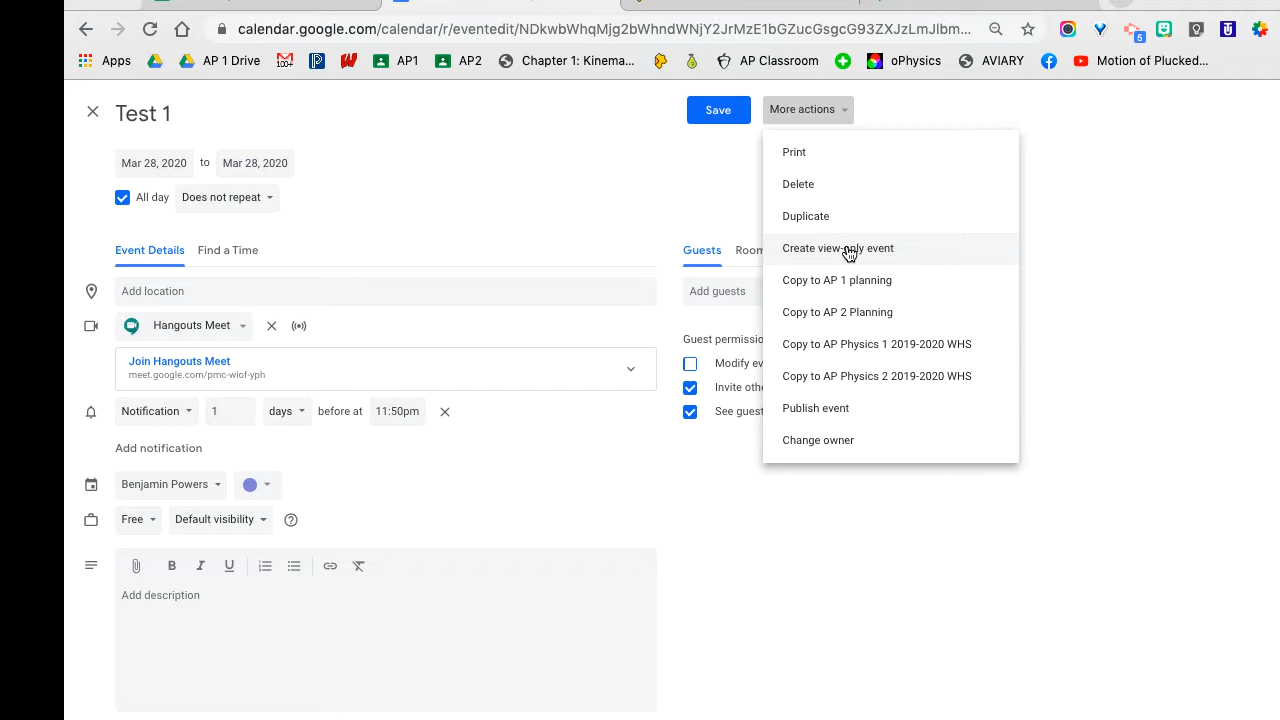 calendar.google.com/calendar/r/eventedit/NDkwbWhqMjg2bWhndWNjY2JrMzE1bGZucGsgcG93ZXJzLmJlbm...
5
Apps
AP 1 Drive
100+
AP1
AP2
Chapter 1: Kinema...
AP Classroom
oPhysics
AVIARY
Motion of Plucked...
Test 1
Save
More actions
Mar 28, 2020 to Mar 28, 2020
All day
Does not repeat
Event Details
Find a Time
Add location
Hangouts Meet
Join Hangouts Meet
meet.google.com/pmc-wiof-yph
Notification 1 days before at 11:50pm
Add notification
Benjamin Powers
Free
Default visibility
B I U
Add description
Guests
Room
Add guests
Guest permissio
Modify ev
Invite othe
See guest
Print
Delete
Duplicate
Create view-only event
Copy to AP 1 planning
Copy to AP 2 Planning
Copy to AP Physics 1 2019-2020 WHS
Copy to AP Physics 2 2019-2020 WHS
Publish event
Change owner